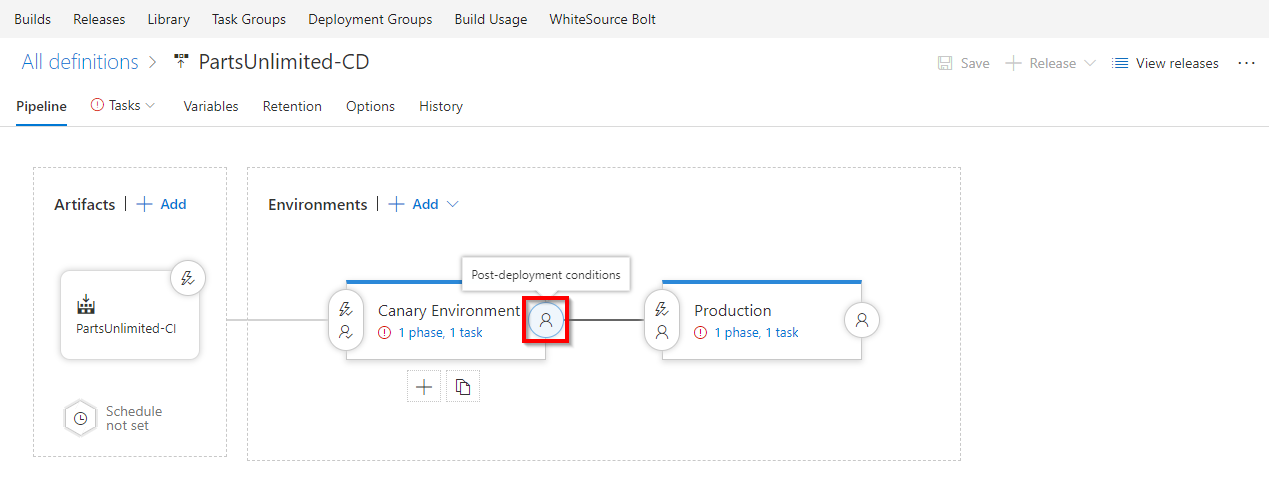 Builds Releases Library Task Groups Deployment Groups Build Usage WhiteSource Bolt
All definitions > PartsUnlimited-CD Save Release View releases ...
Pipeline Tasks Variables Retention Options History
Artifacts | + Add
Environments | + Add
Post-deployment conditions
PartsUnlimited-CI
Canary Environment
1 phase, 1 task
Production
1 phase, 1 task
Schedule
not set